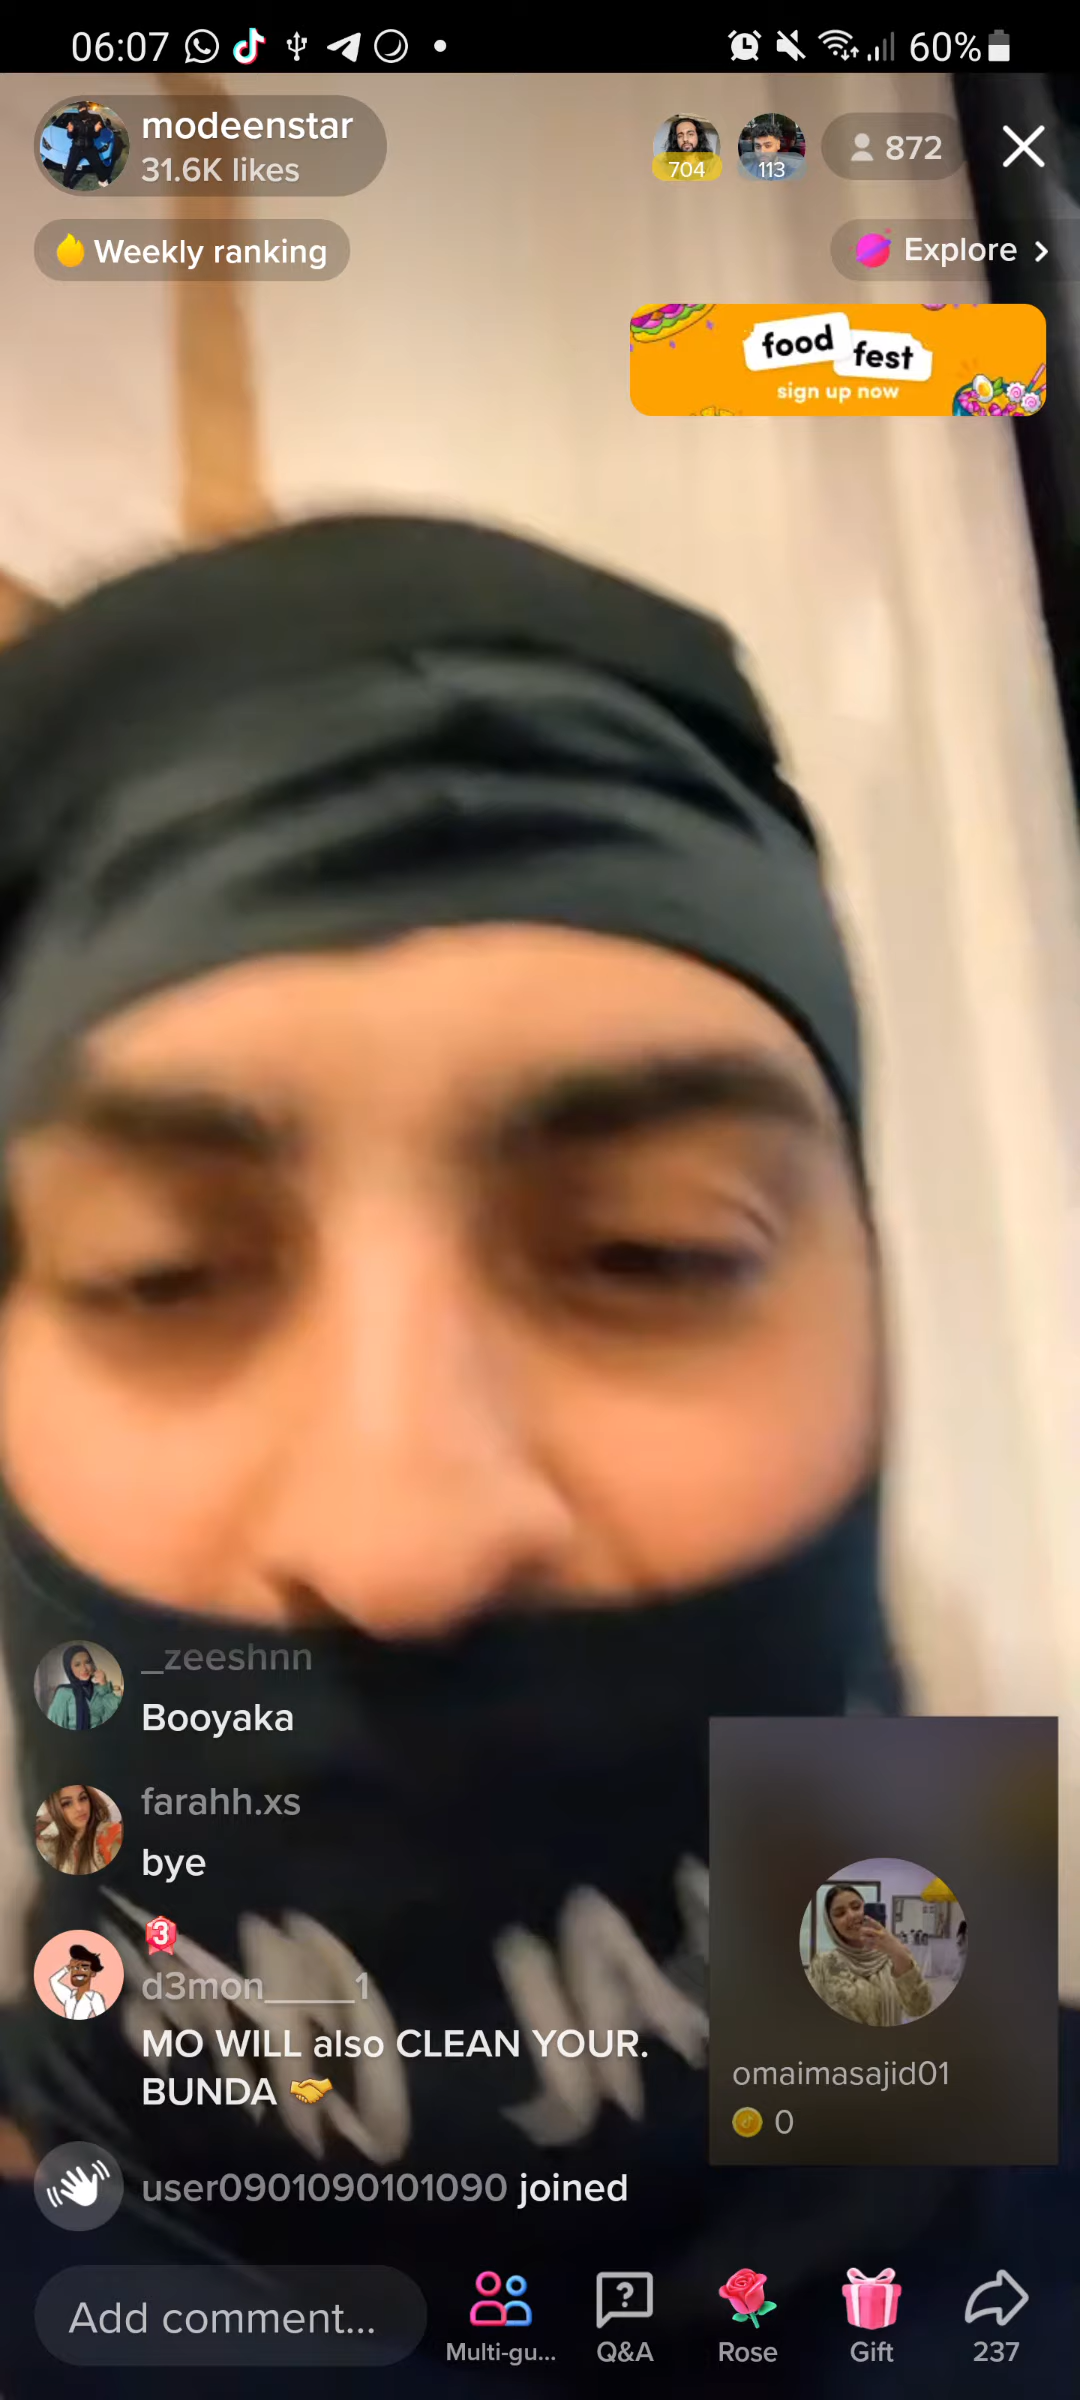 06:07
60%
modeenstar
31.6K likes
704
113
872
Weekly ranking
Explore
food
fest
sign up now
_zeeshnn
Booyaka
farahh.xs
bye
3
d3mon_____1
MO WILL also CLEAN YOUR.
BUNDA
omaimasajid01
0
user0901090101090 joined
Add comment...
Multi-gu...
Q&A
Rose
Gift
237